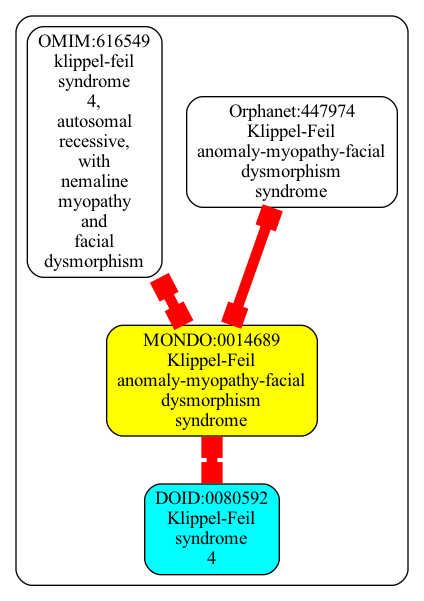 OMIM:616549
klippel-feil
syndrome
4,
autosomal
recessive,
with
nemaline
myopathy
and
facial
dysmorphism
Orphanet:447974
Klippel-Feil
anomaly-myopathy-facial
dysmorphism
syndrome
MONDO:0014689
Klippel-Feil
anomaly-myopathy-facial
dysmorphism
syndrome
DOID:0080592
Klippel-Feil
syndrome
4